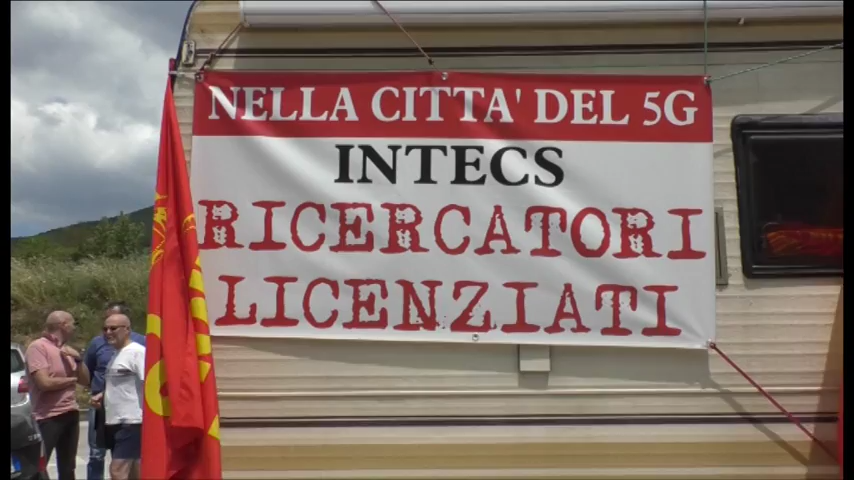 NELLA CITTA' DEL 5G
INTECS
RICERCATORI
LICENZIATI